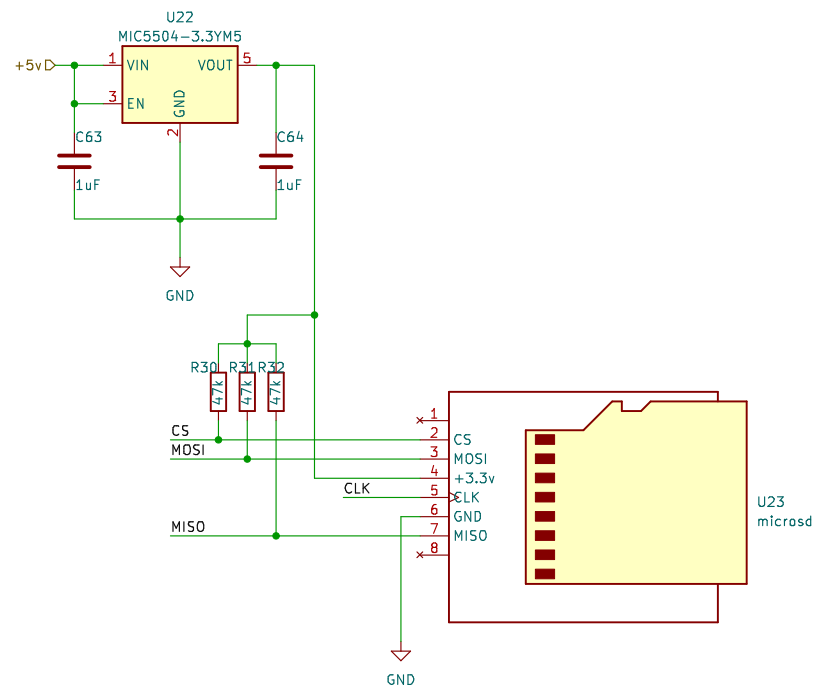 U22
MIC5504-3.3YM5
+5v
1
VIN
VOUT
5
3
EN
GND
2
C63
1uF
C64
1uF
GND
R30
R31
R32
47k
47k
47k
CS
MOSI
CLK
MISO
1
2
CS
3
MOSI
4
+3.3v
5
CLK
6
GND
7
MISO
8
U23
microsd
GND